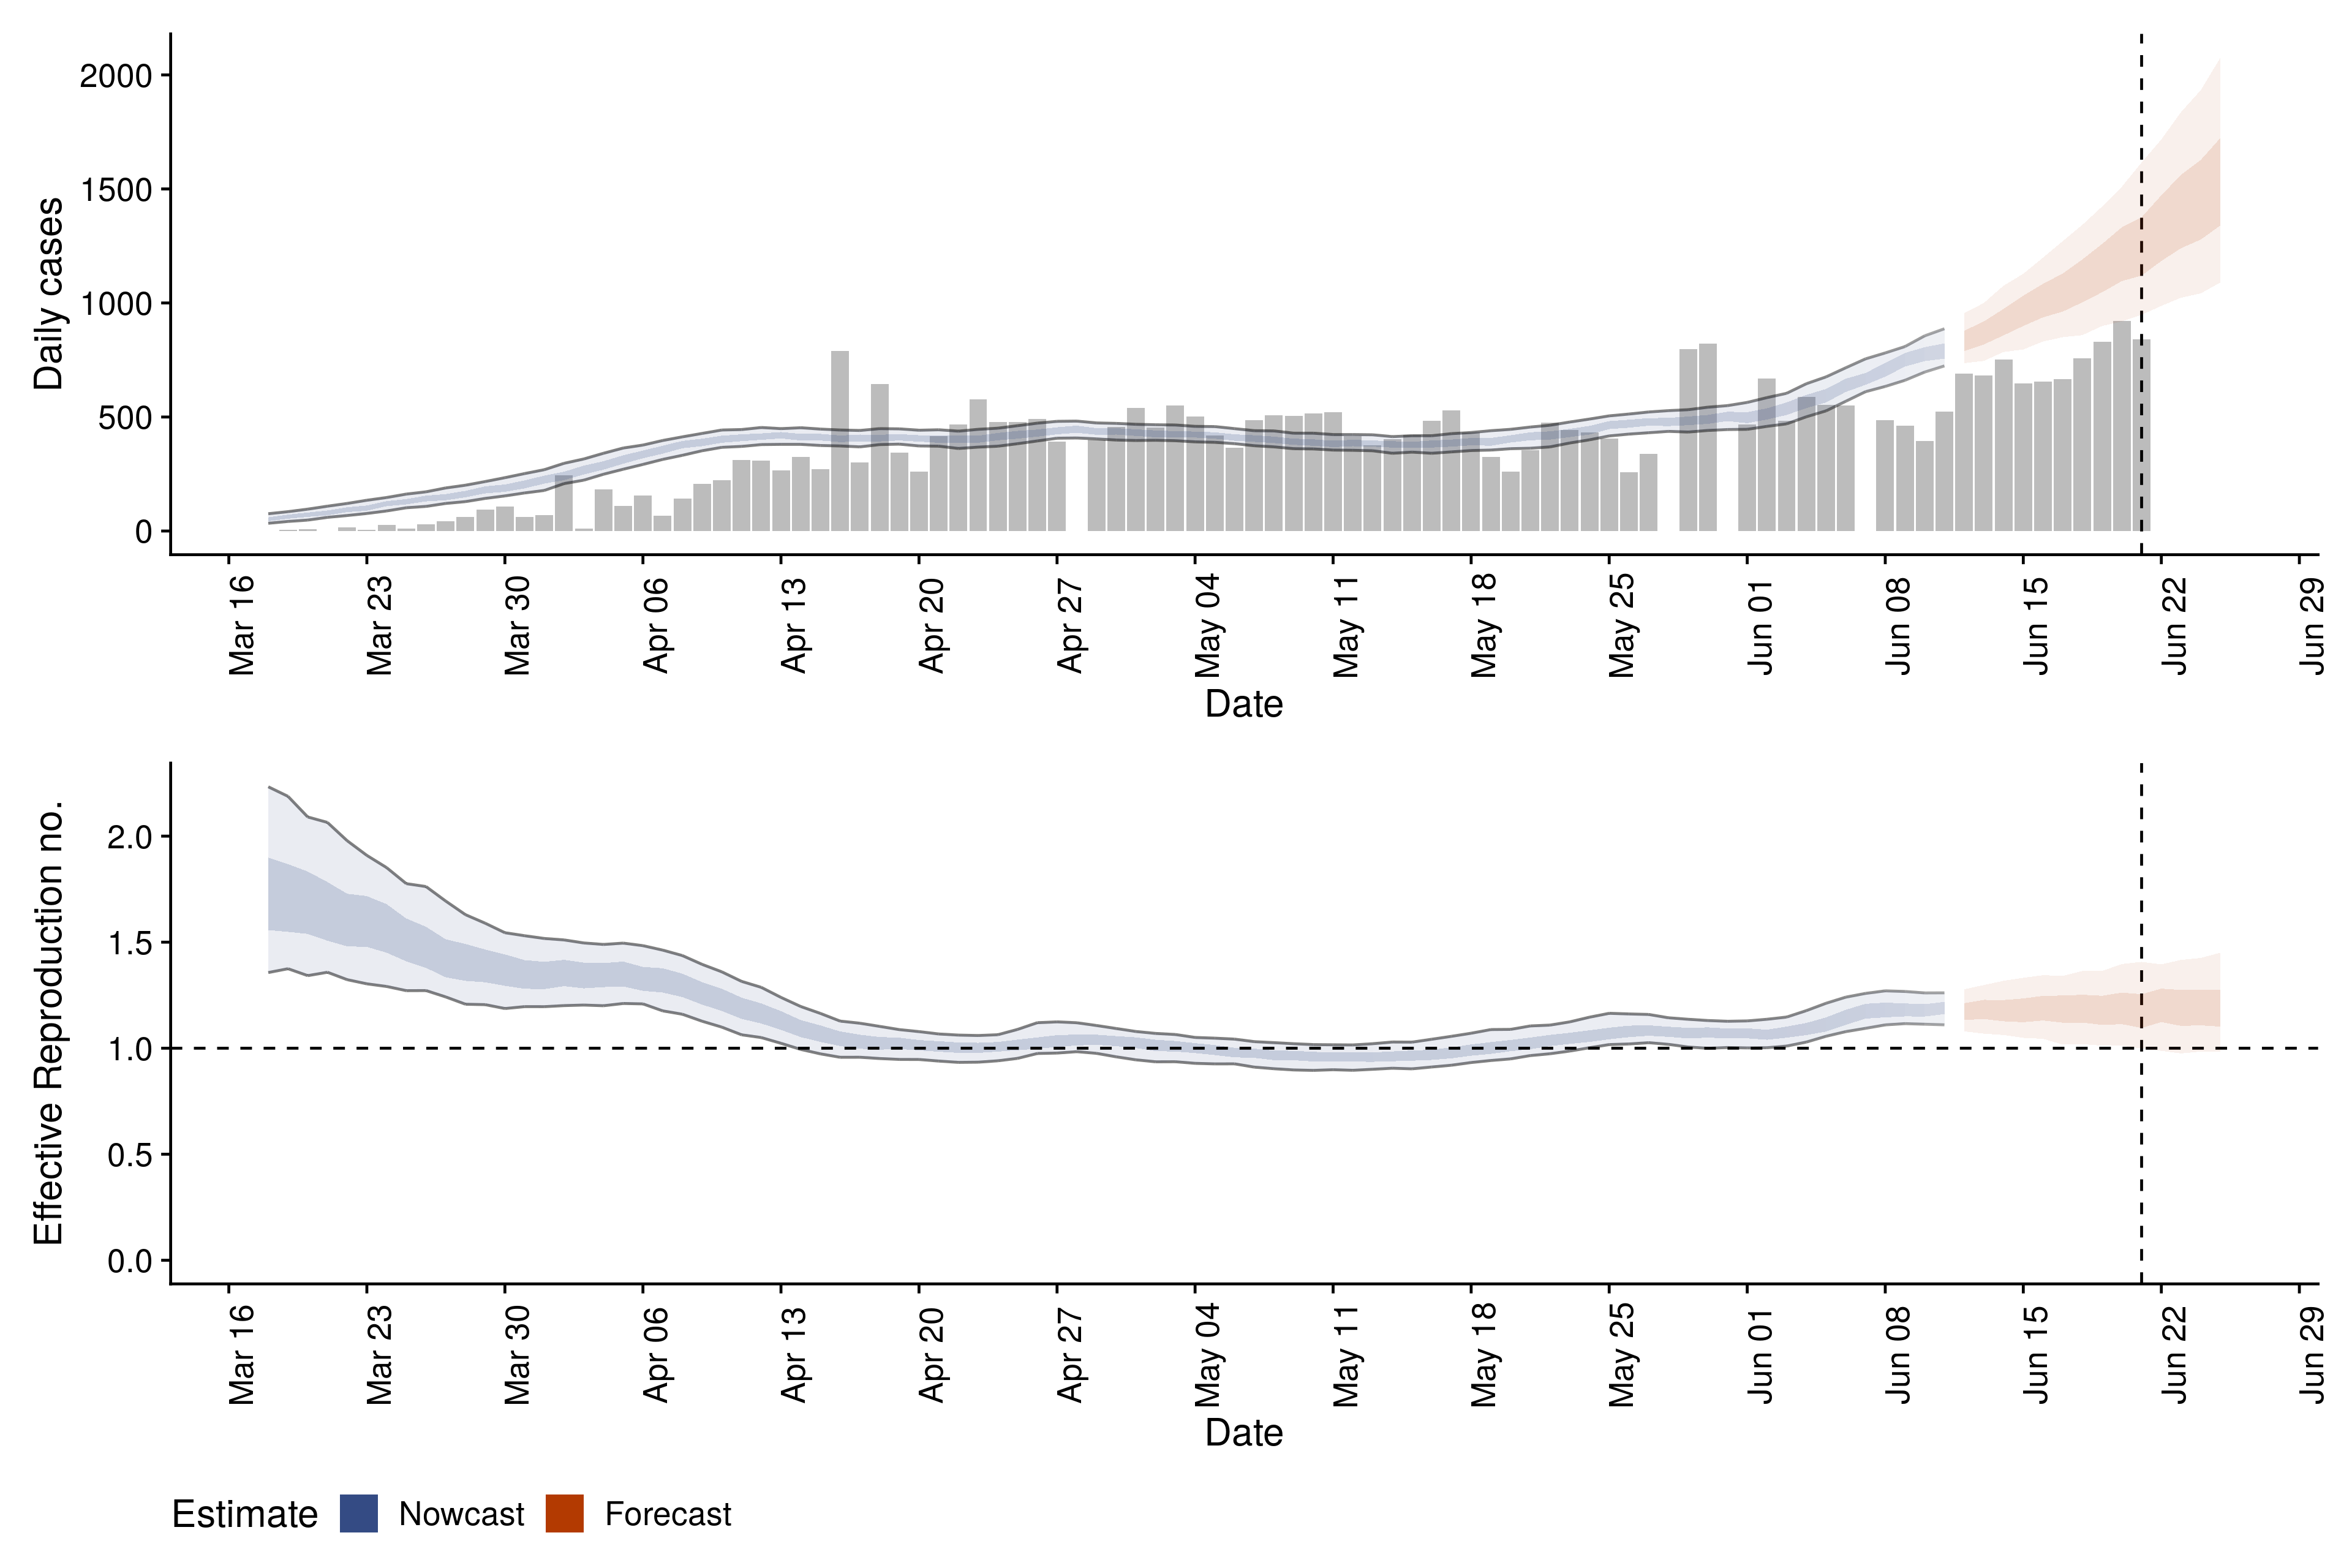 Daily cases
2000
1500
1000
500
0
Mar 16
Mar 23
Mar 30
Apr 06
Apr 13
Apr 20
Apr 27
May 04
May 11
May 18
May 25
Jun 01
Jun 08
Jun 15
Jun 22
Jun 29
Date
Effective Reproduction no.
2.0
1.5
1.0
0.5
0.0
Mar 16
Mar 23
Mar 30
Apr 06
Apr 13
Apr 20
Apr 27
May 04
May 11
May 18
May 25
Jun 01
Jun 08
Jun 15
Jun 22
Jun 29
Date
Estimate Nowcast Forecast